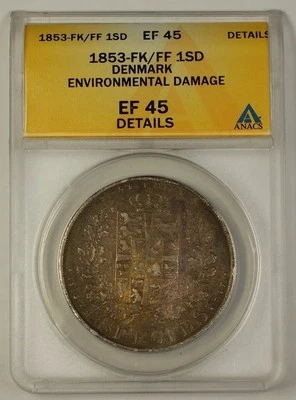 1853-FK/FF 1SD EF 45 DETAILS
1853-FK/FF 1SD
DENMARK
ENVIRONMENTAL DAMAGE
EF 45
DETAILS
ANACS